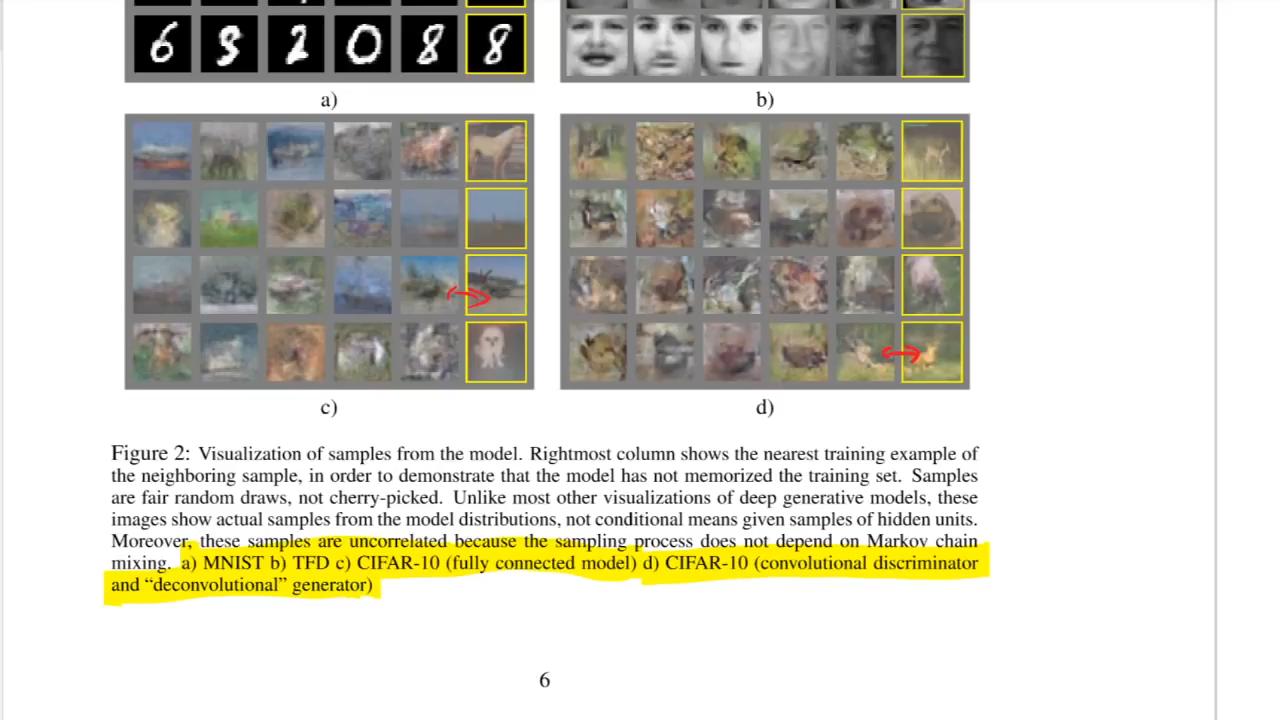 6 3 2 0 8 8
a)
b)
c)
d)
Figure 2: Visualization of samples from the model. Rightmost column shows the nearest training example of
the neighboring sample, in order to demonstrate that the model has not memorized the training set. Samples
are fair random draws, not cherry-picked. Unlike most other visualizations of deep generative models, these
images show actual samples from the model distributions, not conditional means given samples of hidden units.
Moreover, these samples are uncorrelated because the sampling process does not depend on Markov chain
mixing. a) MNIST b) TFD c) CIFAR-10 (fully connected model) d) CIFAR-10 (convolutional discriminator
and “deconvolutional” generator)
6